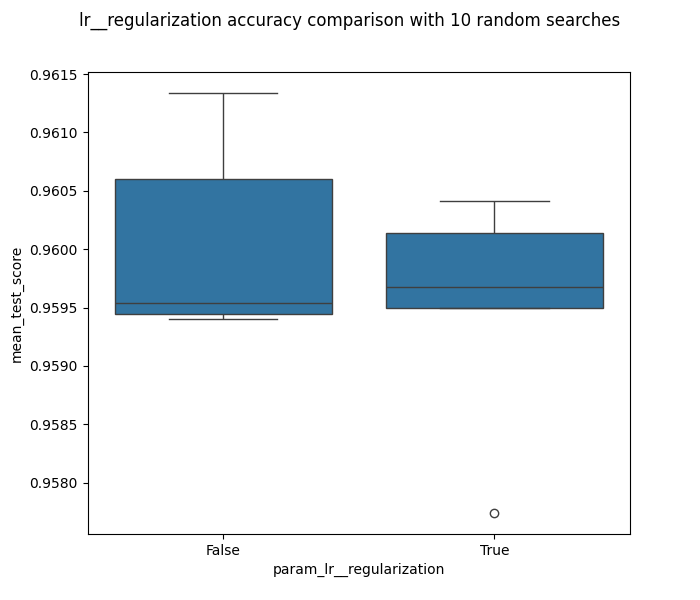 lr__regularization accuracy comparison with 10 random searches
0.9615
0.9610
0.9605
0.9600
0.9595
0.9590
0.9585
0.9580
mean_test_score
False
True
param_lr__regularization